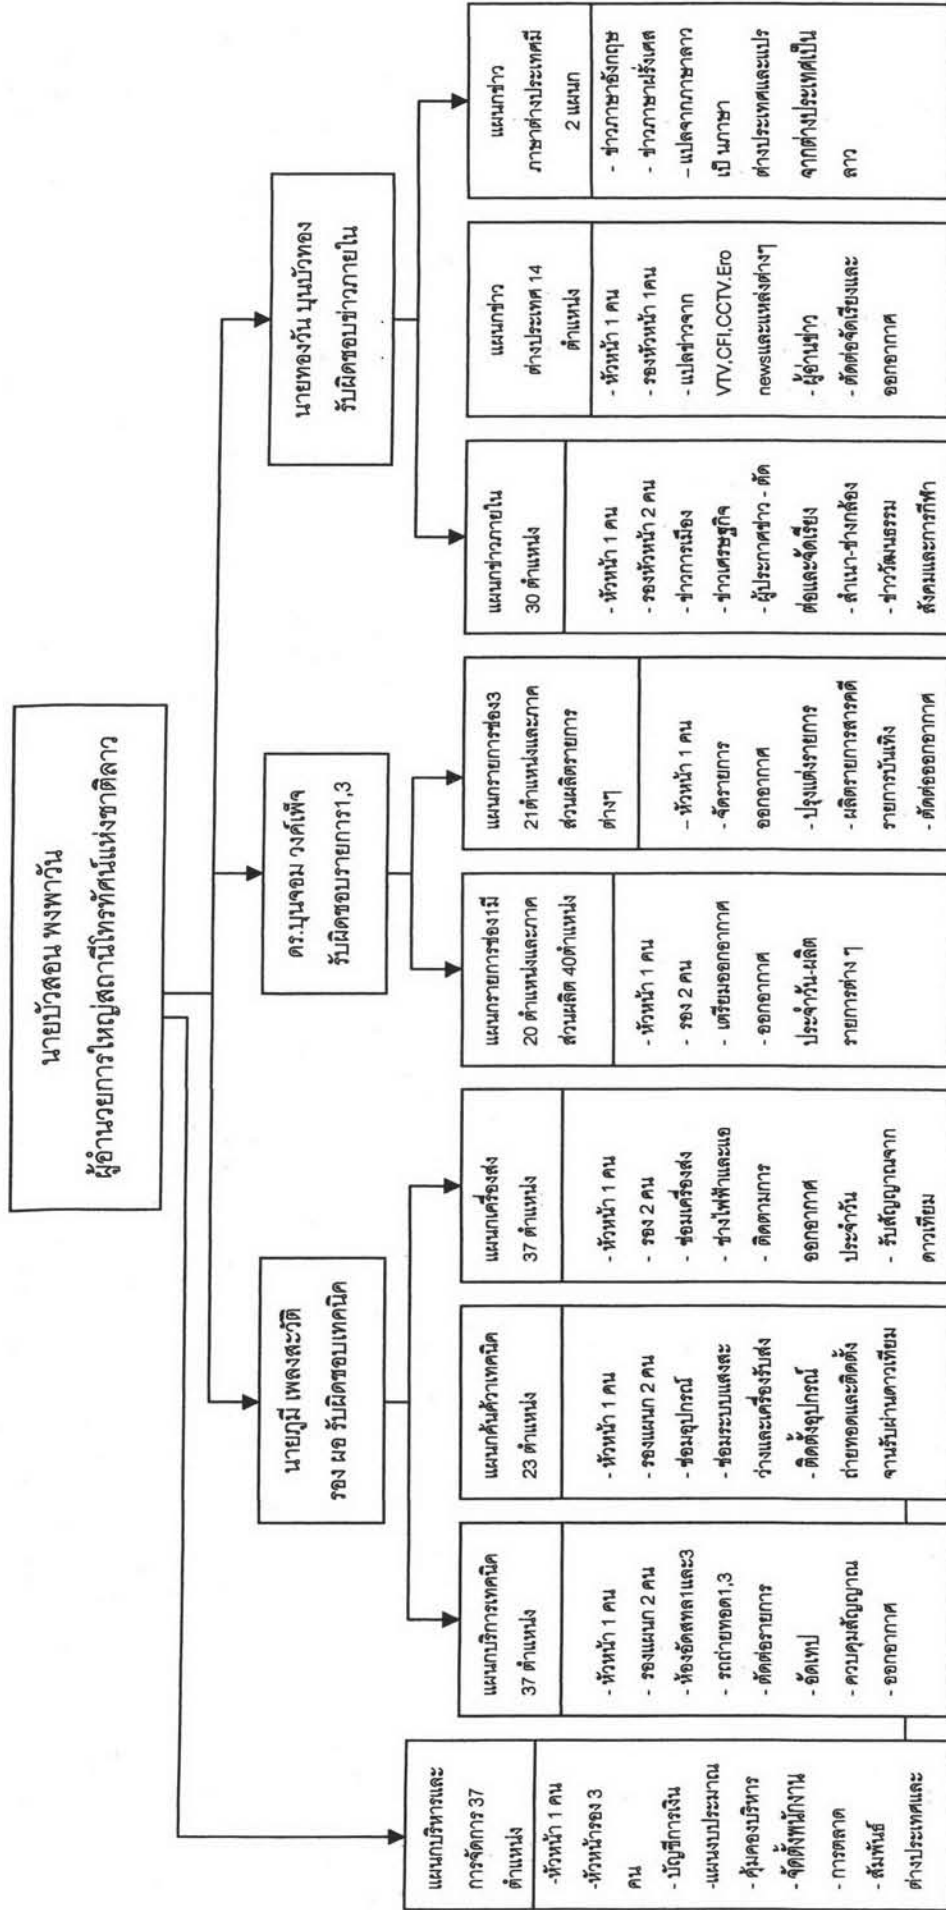 นายบัวสอน พงพาวัน
ผู้อำนวยการใหญ่สถานีโทรทัศน์แห่งชาติลาว
นายภูมี เพลงสะวัติ
รอง ผอ รับผิดชอบเทคนิค
ดร.บุนจอม วงค์เพ็จ
รับผิดชอบรายการ1,3
นายทองวัน บุนบัวทอง
รับผิดชอบข่าวภายใน
แผนกบริหารและ
การจัดการ 37
ตำแหน่ง
-หัวหน้า 1 คน
-หัวหน้ารอง 3
คน
- บัญชีการเงิน
-แผนงบประมาณ
- คุ้มคองบริหาร
- จัดตั้งพนักงาน
- การตลาด
- สัมพันธ์
ต่างประเทศและ
แผนกบริการเทคนิค
37 ตำแหน่ง
- หัวหน้า 1 คน
- รองแผนก 2 คน
- ห้องอัดสทล1และ3
- รถถ่ายทอด1,3
- ตัดต่อรายการ
- อัดเทป
- ควบคุมสัญญาณ
- ออกอากาศ
แผนกค้นคว้าเทคนิค
23 ตำแหน่ง
- หัวหน้า 1 คน
- รองแผนก 2 คน
- ซ่อมอุปกรณ์
- ซ่อมระบบแสงสะ
ว่างและเครื่องรับส่ง
- ติดตั้งอุปกรณ์
ถ่ายทอดและติดตั้ง
จานรับผ่านดาวเทียม
แผนกเครื่องส่ง
37 ตำแหน่ง
- หัวหน้า 1 คน
- รอง 2 คน
- ซ่อมเครื่องส่ง
- ช่างไฟฟ้าและแอ
- ติดตามการ
ออกอากาศ
ประจำวัน
- รับสัญญาณจาก
ดาวเทียม
แผนกรายการช่อง1มี
20 ตำแหน่งและภาค
ส่วนผลิต 40ตำแหน่ง
- หัวหน้า 1 คน
- รอง 2 คน
- เตรียมออกอากาศ
- ออกอากาศ
ประจำวัน-ผลิต
รายการต่าง ๆ
แผนกรายการช่อง3
21ตำแหน่งและภาค
ส่วนผลิตรายการ
ต่างๆ
– หัวหน้า 1 คน
- จัดรายการ
ออกอากาศ
- ปรุงแต่งรายการ
- ผลิตรายการสารคดี
รายการบันเทิง
- ตัดต่อออกอากาศ
แผนกข่าวภายใน
30 ตำแหน่ง
- หัวหน้า 1 คน
- รองหัวหน้า 2 คน
- ข่าวการเมือง
- ข่าวเศรษฐกิจ
- ผู้ประกาศข่าว - ตัด
ต่อและจัดเรียง
- สำเนา-ช่างกล้อง
- ข่าววัฒนธรรม
สังคมและการกีฬา
แผนกข่าว
ต่างประเทศ 14
ตำแหน่ง
- หัวหน้า 1 คน
- รองหัวหน้า 1คน
- แปลข่าวจาก
VTV,CFI,CCTV.Ero
newsและแหล่งต่างๆ
- ผู้อ่านข่าว
- ตัดต่อจัดเรียงและ
ออกอากาศ
แผนกข่าว
ภาษาต่างประเทศมี
2 แผนก
- ข่าวภาษาอังกฤษ
- ข่าวภาษาฝรั่งเศล
– แปลจากภาษาลาว
เป็ นภาษา
ต่างประเทศและแปร
จากต่างประเทศเป็น
ลาว